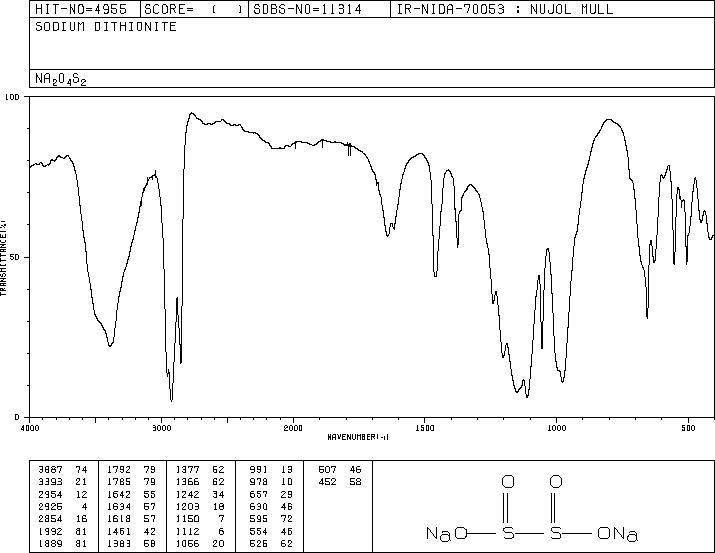 HIT-NO=4955 SCORE= ( ) SDBS-NO=11314 IR-NIDA-70053 : NUJOL MULL
SODIUM DITHIONITE
NA2O4S2
100
50
0
TRANSMITTANCE(%)
4000 3000 2000 1500 1000 500
WAVENUMBER(-1)
3087 74 1792 79 1377 52 991 13 507 46
3393 21 1785 79 1366 62 978 10 452 58
2954 12 1642 55 1242 34 657 29
2925 4 1634 57 1203 18 630 46
2854 16 1618 57 1150 7 595 72
1992 81 1461 42 1112 6 554 46
1889 81 1383 60 1056 20 526 62
O O
NaO S S ONa